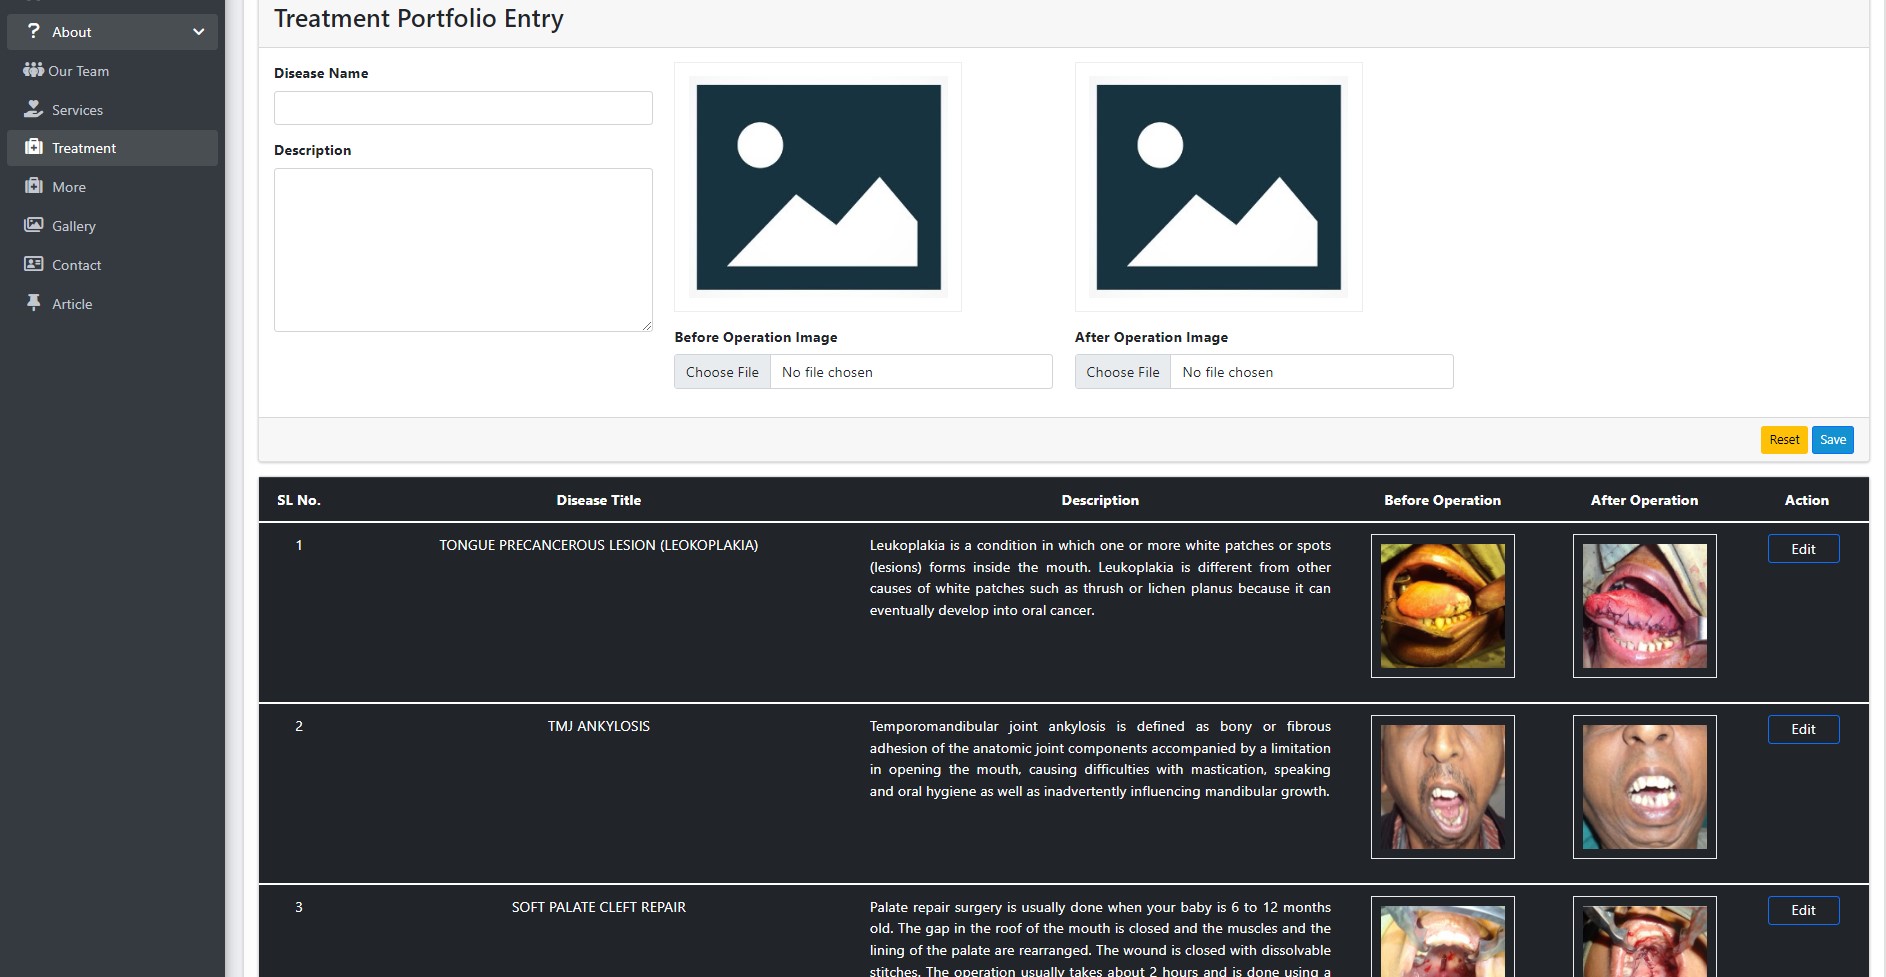 Treatment Portfolio Entry
About
Our Team
Services
Treatment
More
Gallery
Contact
Article
Disease Name
Description
Before Operation Image
Choose File No file chosen
After Operation Image
Choose File No file chosen
Reset Save
SL No. Disease Title Description Before Operation After Operation Action
1 TONGUE PRECANCEROUS LESION (LEOKOPLAKIA)
Leukoplakia is a condition in which one or more white patches or spots
(lesions) forms inside the mouth. Leukoplakia is different from other
causes of white patches such as thrush or lichen planus because it can
eventually develop into oral cancer.
Edit
2 TMJ ANKYLOSIS
Temporomandibular joint ankylosis is defined as bony or fibrous
adhesion of the anatomic joint components accompanied by a limitation
in opening the mouth, causing difficulties with mastication, speaking
and oral hygiene as well as inadvertently influencing mandibular growth.
Edit
3 SOFT PALATE CLEFT REPAIR
Palate repair surgery is usually done when your baby is 6 to 12 months
old. The gap in the roof of the mouth is closed and the muscles and the
lining of the palate are rearranged. The wound is closed with dissolvable
stitches. The operation usually takes about 2 hours and is done using a
Edit